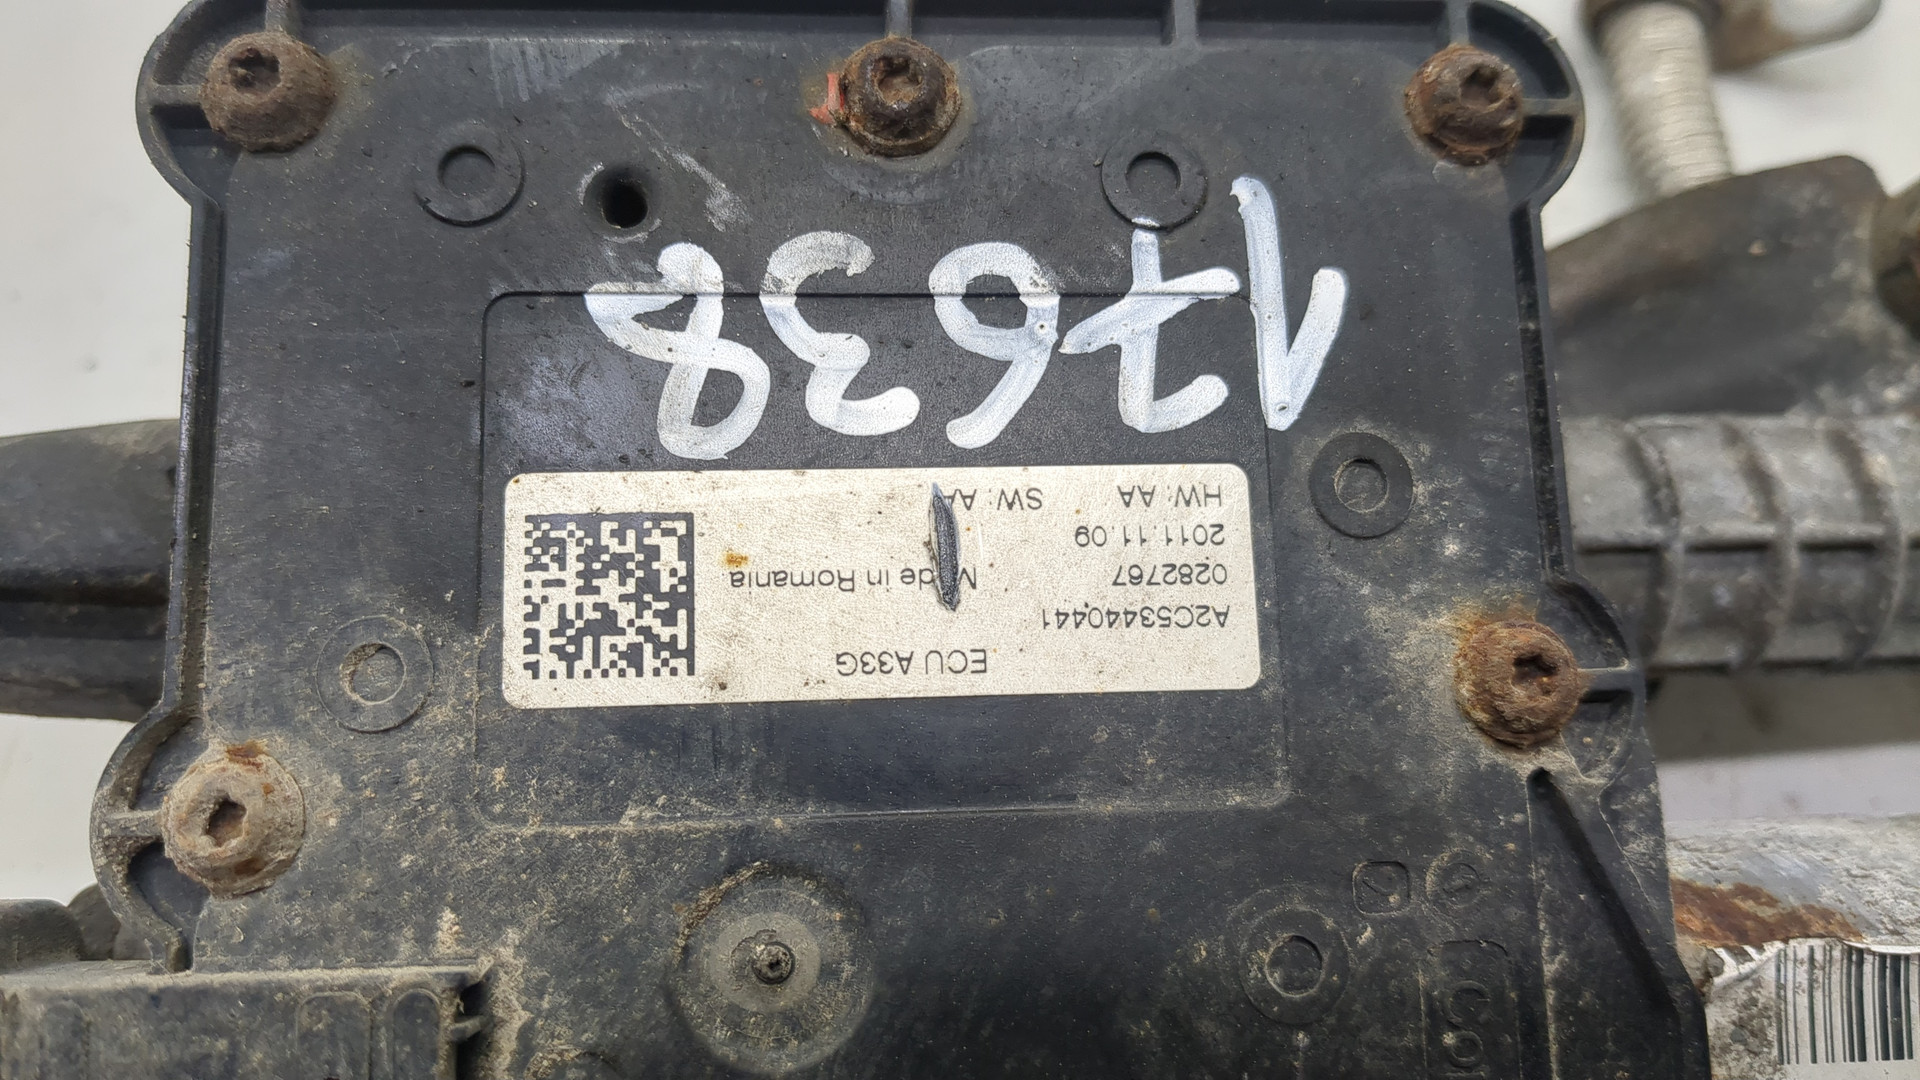 ECU A33G
A2C53440441
0282767 Made in Romania
2011.11.09
HW: AA SW: AA
17638